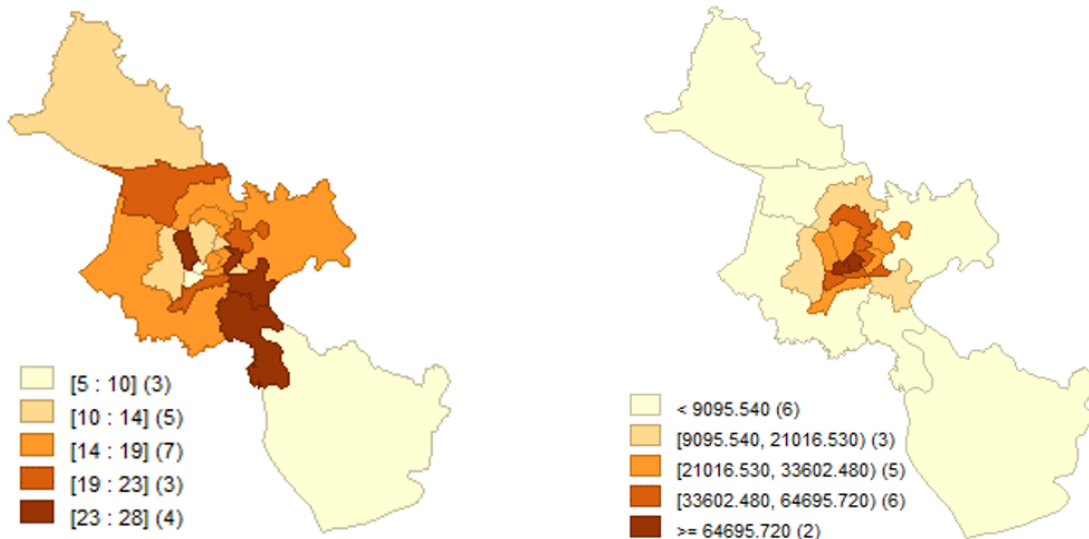 [5 : 10] (3)
[10 : 14] (5)
[14 : 19] (7)
[19 : 23] (3)
[23 : 28] (4)
< 9095.540 (6)
[9095.540, 21016.530) (3)
[21016.530, 33602.480) (5)
[33602.480, 64695.720) (6)
>= 64695.720 (2)